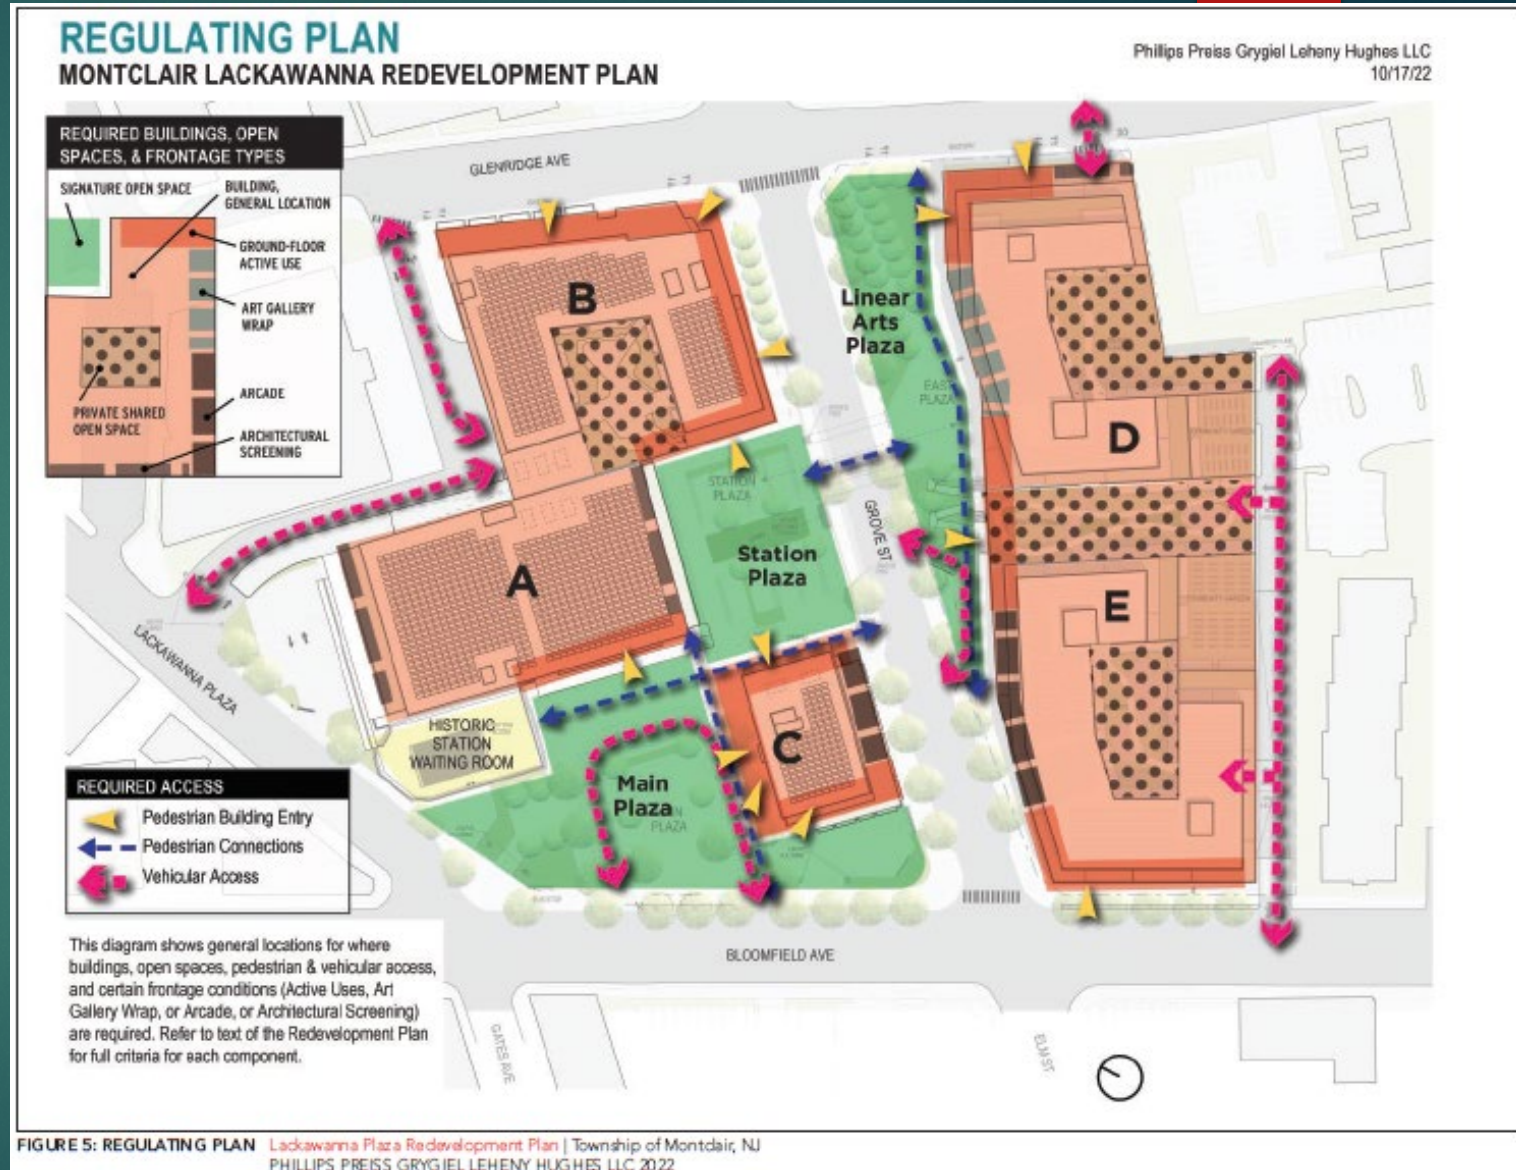 REGULATING PLAN
MONTCLAIR LACKAWANNA REDEVELOPMENT PLAN
Phillips Preiss Grygiel Leheny Hughes LLC
10/17/22
REQUIRED BUILDINGS, OPEN
SPACES, & FRONTAGE TYPES
SIGNATURE OPEN SPACE
BUILDING,
GENERAL LOCATION
GROUND-FLOOR
ACTIVE USE
ART GALLERY
WRAP
ARCADE
PRIVATE SHARED
OPEN SPACE
ARCHITECTURAL
SCREENING
GLENRIDGE AVE
B
Linear
Arts
Plaza
EAST
PLAZA
D
STATION
PLAZA
GROVE ST
Station
Plaza
A
E
LACKAWANNA PLAZA
HISTORIC
STATION
WAITING ROOM
C
Main
Plaza
PLAZA
REQUIRED ACCESS
Pedestrian Building Entry
Pedestrian Connections
Vehicular Access
BLOOMFIELD AVE
GATES AVE
ELM ST
This diagram shows general locations for where
buildings, open spaces, pedestrian & vehicular access,
and certain frontage conditions (Active Uses, Art
Gallery Wrap, or Arcade, or Architectural Screening)
are required. Refer to text of the Redevelopment Plan
for full criteria for each component.
FIGURE 5: REGULATING PLAN Lackawanna Plaza Redevelopment Plan | Township of Montclair, NJ
PHILLIPS PREISS GRYGIEL LEHENY HUGHES LLC 2022